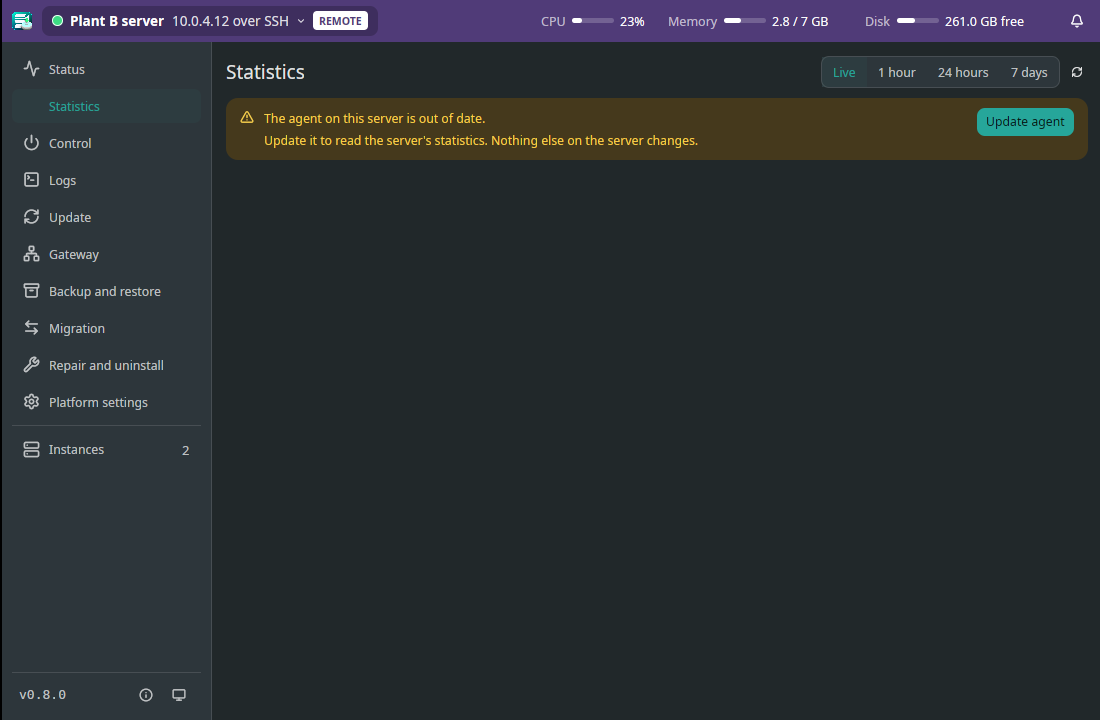 Plant B server 10.0.4.12 over SSH REMOTE CPU 23% Memory 2.8 / 7 GB Disk 261.0 GB free
Status
Statistics
Control
Logs
Update
Gateway
Backup and restore
Migration
Repair and uninstall
Platform settings
Instances 2
v0.8.0
Statistics Live 1 hour 24 hours 7 days
The agent on this server is out of date.
Update it to read the server's statistics. Nothing else on the server changes.
Update agent